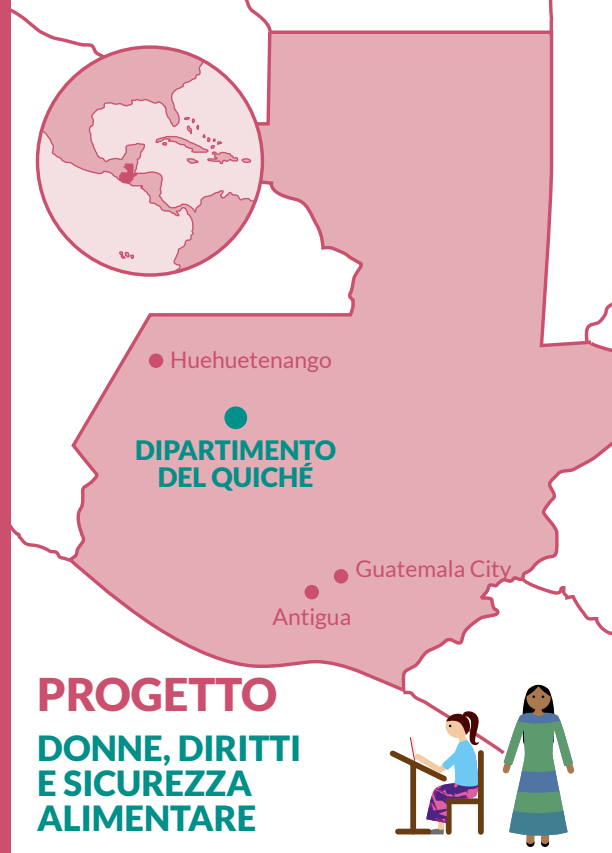 Huehuetenango
DIPARTIMENTO
DEL QUICHÉ
Guatemala City
Antigua
PROGETTO
DONNE, DIRITTI
E SICUREZZA
ALIMENTARE